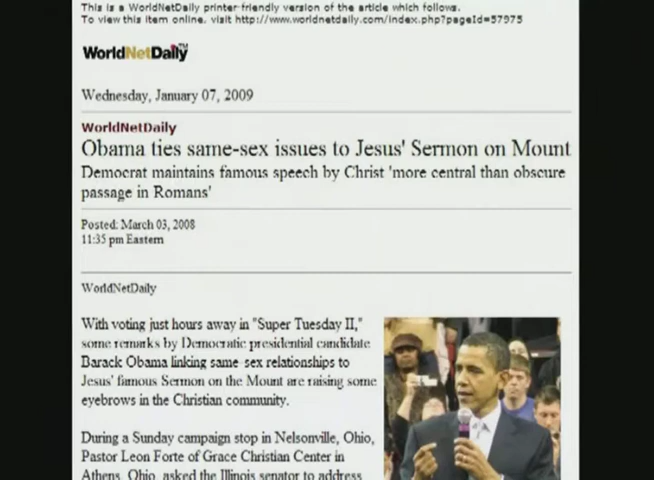 This is a WorldNetDaily printer-friendly version of the article which follows.
To view this item online, visit http://www.worldnetdaily.com/index.php?pageId=57975
WorldNetDaily™
Wednesday, January 07, 2009
WorldNetDaily
Obama ties same-sex issues to Jesus' Sermon on Mount
Democrat maintains famous speech by Christ 'more central than obscure
passage in Romans'
Posted: March 03, 2008
11:35 pm Eastern
WorldNetDaily
With voting just hours away in "Super Tuesday II,"
some remarks by Democratic presidential candidate
Barack Obama linking same-sex relationships to
Jesus' famous Sermon on the Mount are raising some
eyebrows in the Christian community.
During a Sunday campaign stop in Nelsonville, Ohio,
Pastor Leon Forte of Grace Christian Center in
Athens, Ohio, asked the Illinois senator to address